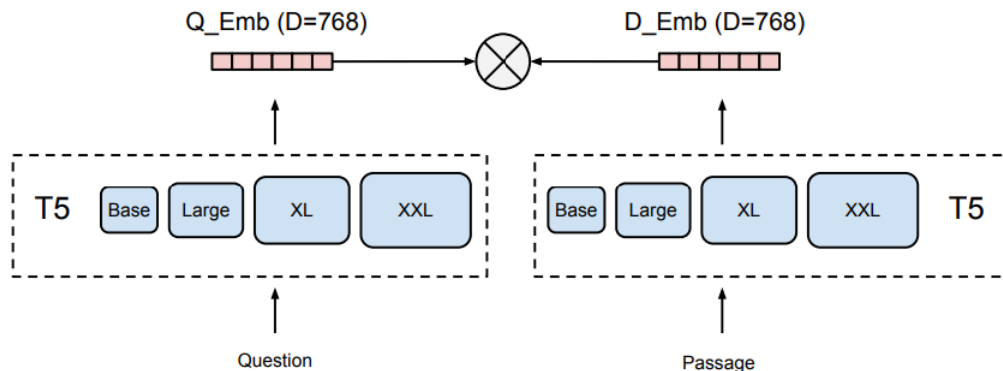 Q_Emb (D=768)
D_Emb (D=768)
T5
Base
Large
XL
XXL
Base
Large
XL
XXL
T5
Question
Passage